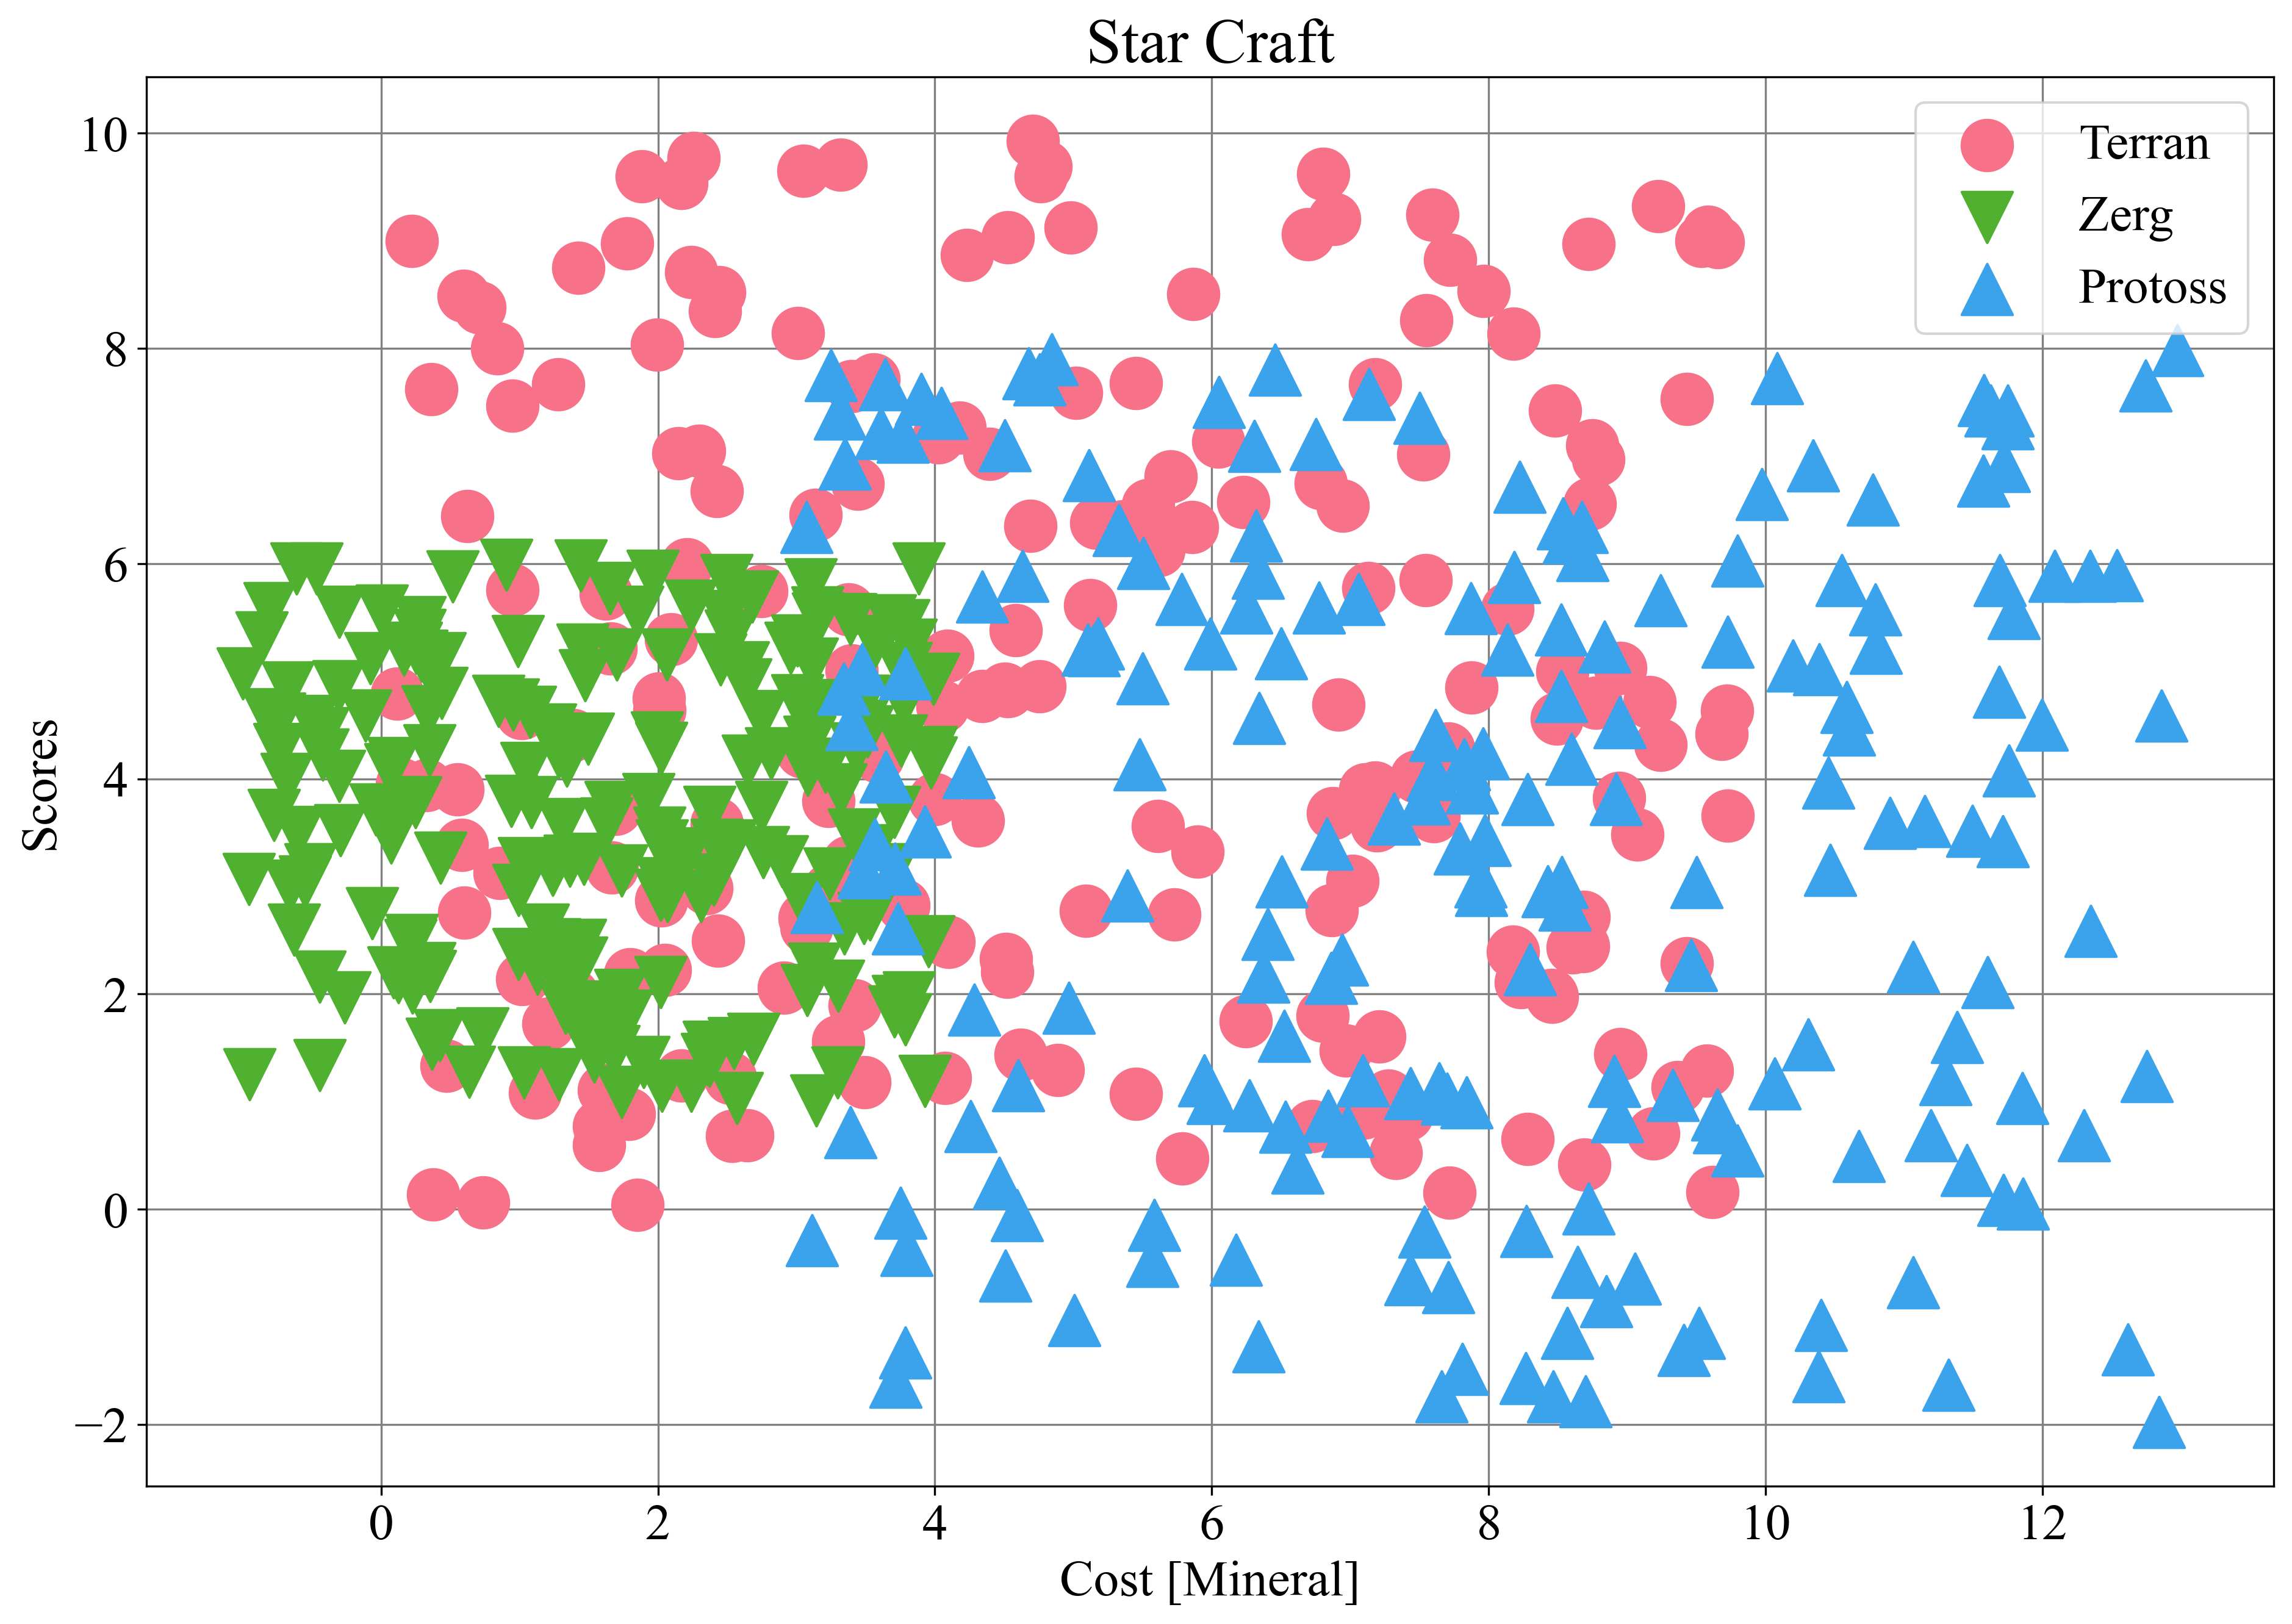 Star Craft
10
8
6
4
2
0
−2
Scores
Terran
Zerg
Protoss
0 2 4 6 8 10 12
Cost [Mineral]